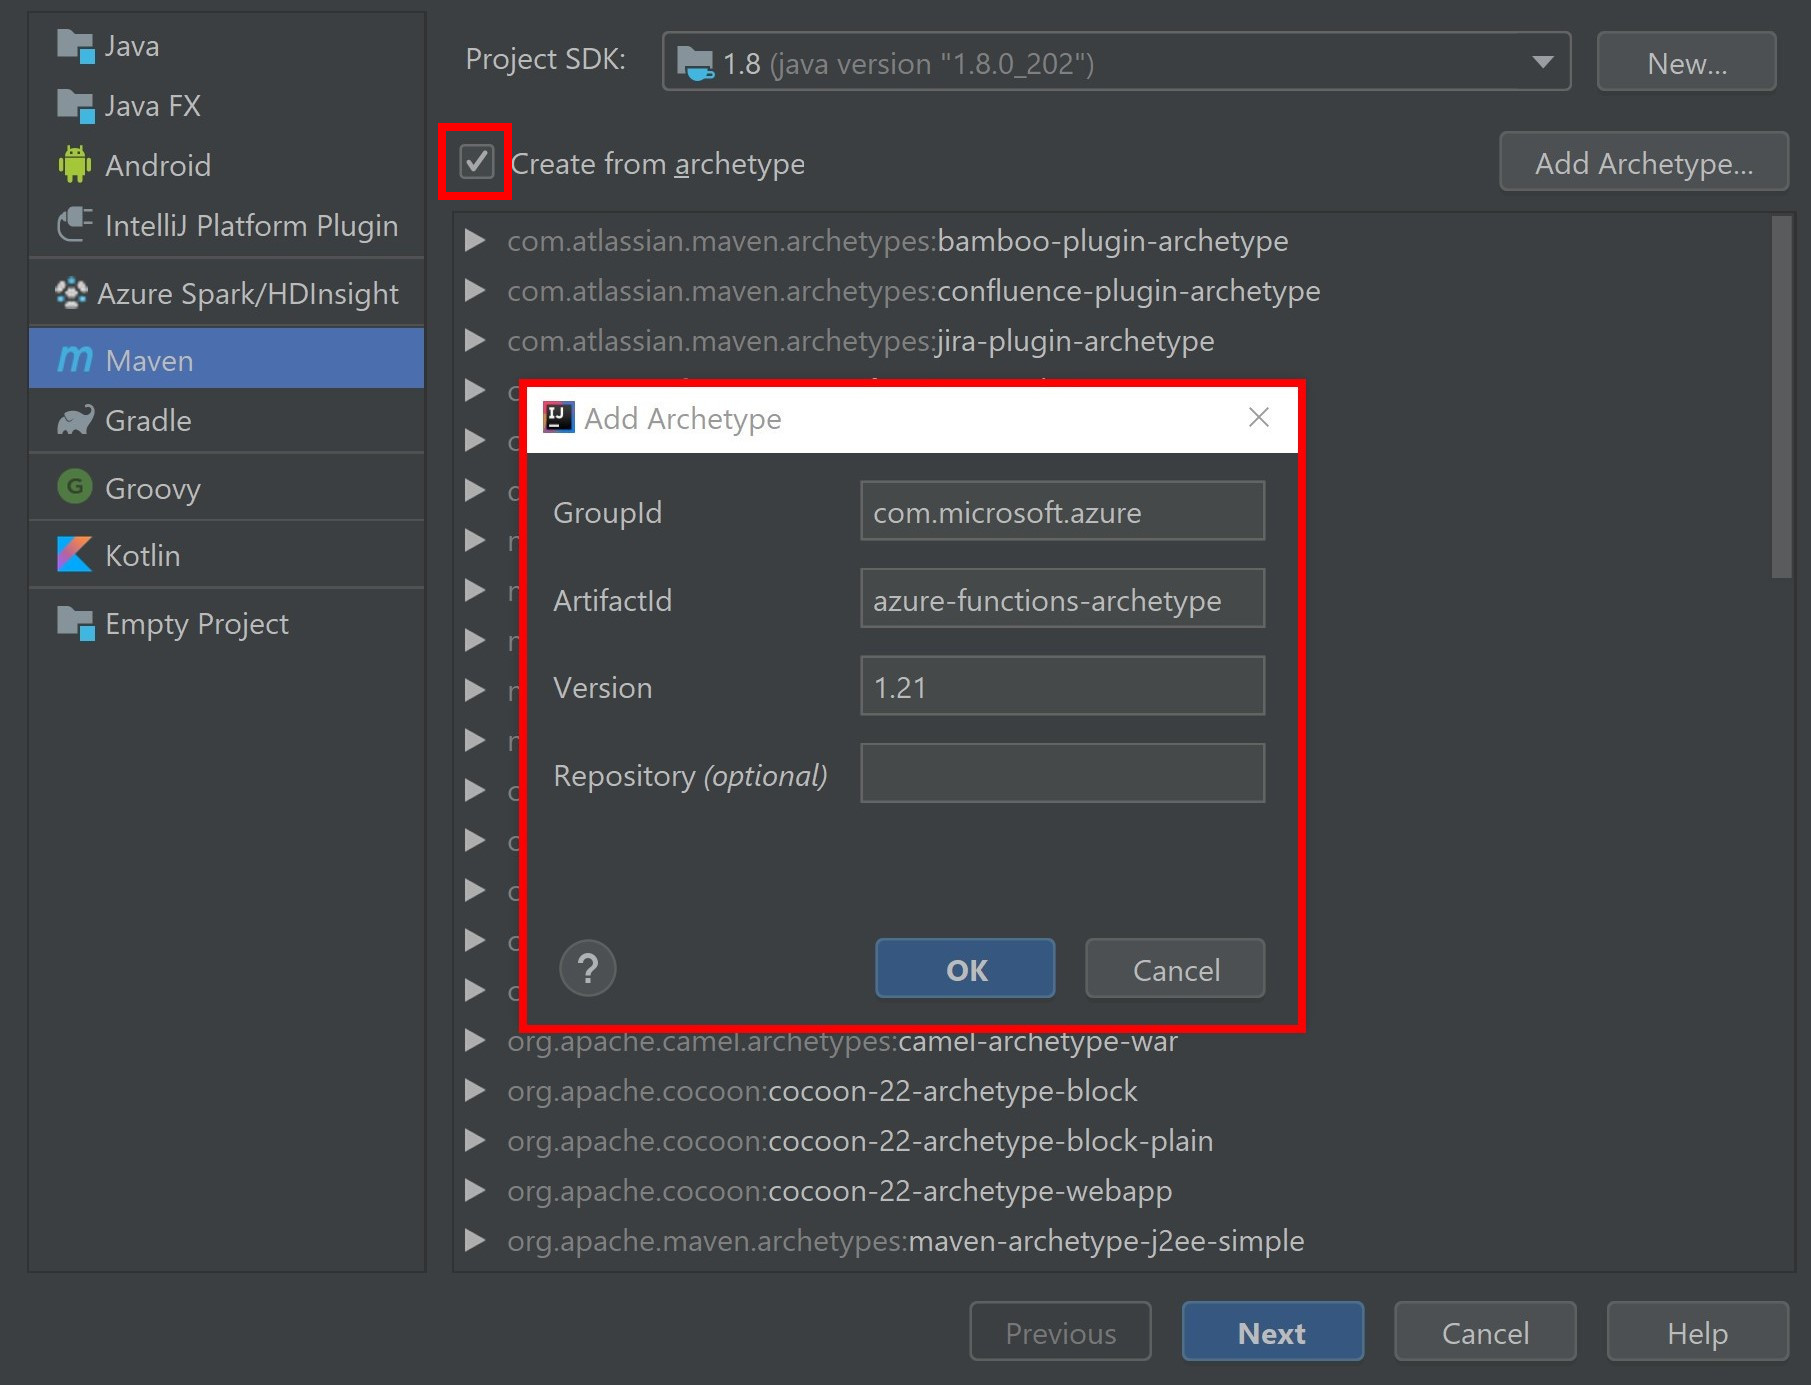 Java
Java FX
Android
IntelliJ Platform Plugin
Azure Spark/HDInsight
Maven
Gradle
Groovy
Kotlin
Empty Project
Project SDK:
1.8 (java version "1.8.0_202")
New...
Create from archetype
Add Archetype...
com.atlassian.maven.archetypes:bamboo-plugin-archetype
com.atlassian.maven.archetypes:confluence-plugin-archetype
com.atlassian.maven.archetypes:jira-plugin-archetype
Add Archetype
GroupId
com.microsoft.azure
ArtifactId
azure-functions-archetype
Version
1.21
Repository (optional)
?
OK
Cancel
org.apache.camel.archetypes:camel-archetype-war
org.apache.cocoon:cocoon-22-archetype-block
org.apache.cocoon:cocoon-22-archetype-block-plain
org.apache.cocoon:cocoon-22-archetype-webapp
org.apache.maven.archetypes:maven-archetype-j2ee-simple
Previous
Next
Cancel
Help